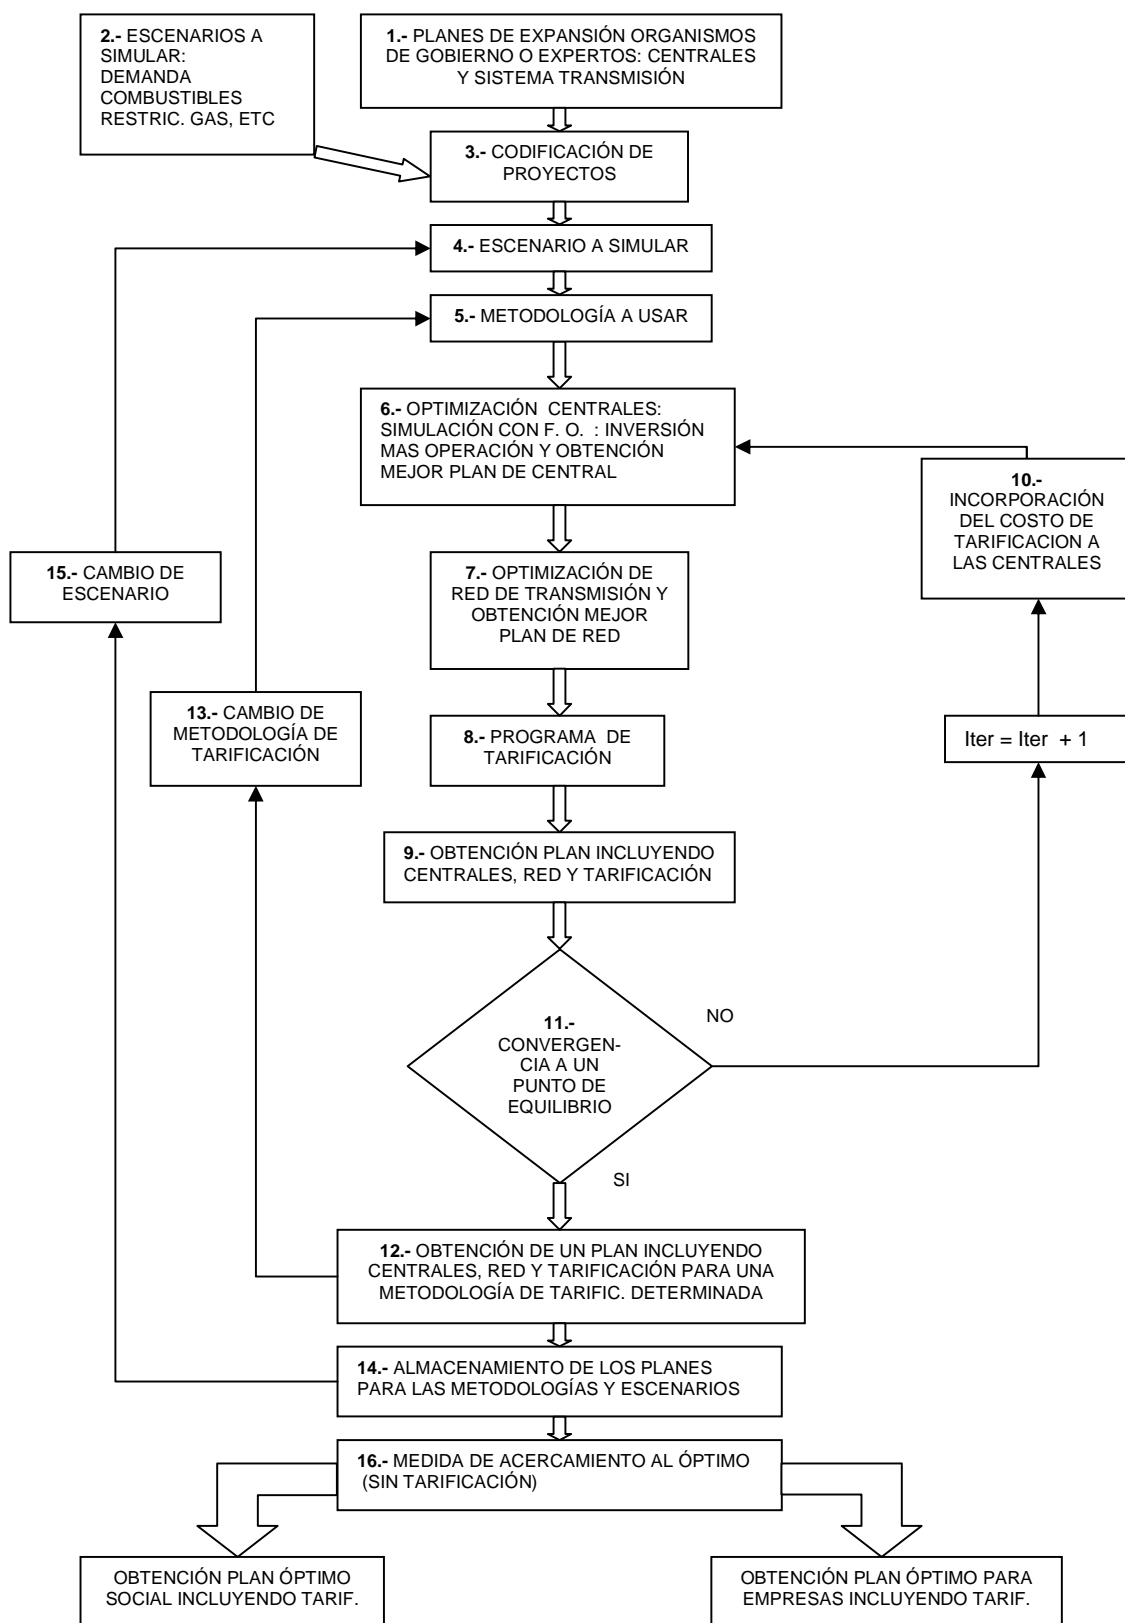 2.- ESCENARIOS A
SIMULAR:
DEMANDA
COMBUSTIBLES
RESTRIC. GAS, ETC
1.- PLANES DE EXPANSIÓN ORGANISMOS
DE GOBIERNO O EXPERTOS: CENTRALES
Y SISTEMA TRANSMISIÓN
3.- CODIFICACIÓN DE
PROYECTOS
4.- ESCENARIO A SIMULAR
5.- METODOLOGÍA A USAR
6.- OPTIMIZACIÓN CENTRALES:
SIMULACIÓN CON F. O. : INVERSIÓN
MAS OPERACIÓN Y OBTENCIÓN
MEJOR PLAN DE CENTRAL
10.-
INCORPORACIÓN
DEL COSTO DE
TARIFICACION A
LAS CENTRALES
15.- CAMBIO DE
ESCENARIO
7.- OPTIMIZACIÓN DE
RED DE TRANSMISIÓN Y
OBTENCIÓN MEJOR
PLAN DE RED
13.- CAMBIO DE
METODOLOGÍA DE
TARIFICACIÓN
8.- PROGRAMA DE
TARIFICACIÓN
Iter = Iter + 1
9.- OBTENCIÓN PLAN INCLUYENDO
CENTRALES, RED Y TARIFICACIÓN
11.-
CONVERGEN-
CIA A UN
PUNTO DE
EQUILIBRIO
NO
SI
12.- OBTENCIÓN DE UN PLAN INCLUYENDO
CENTRALES, RED Y TARIFICACIÓN PARA UNA
METODOLOGÍA DE TARIFIC. DETERMINADA
14.- ALMACENAMIENTO DE LOS PLANES
PARA LAS METODOLOGÍAS Y ESCENARIOS
16.- MEDIDA DE ACERCAMIENTO AL ÓPTIMO
(SIN TARIFICACIÓN)
OBTENCIÓN PLAN ÓPTIMO
SOCIAL INCLUYENDO TARIF.
OBTENCIÓN PLAN ÓPTIMO PARA
EMPRESAS INCLUYENDO TARIF.